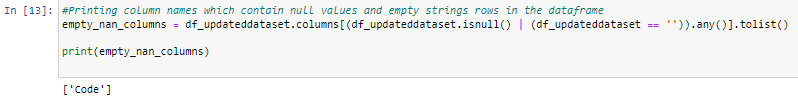 In [13]: #Printing column names which contain null values and empty strings rows in the dataframe
empty_nan_columns = df_updateddataset.columns[(df_updateddataset.isnull() | (df_updateddataset == '')).any()].tolist()
print(empty_nan_columns)
['Code']